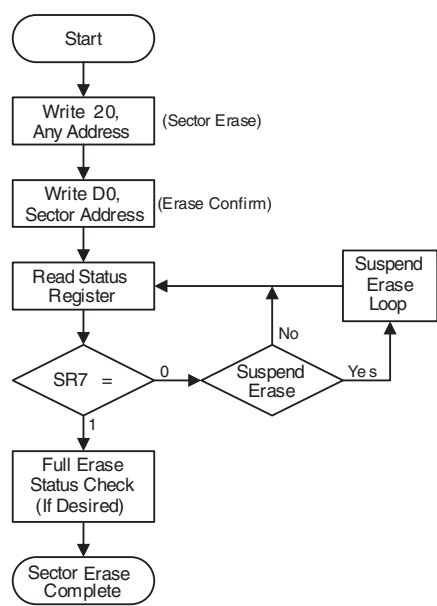 Start
Write 20,
Any Address
(Sector Erase)
Write D0,
Sector Address
(Erase Confirm)
Read Status
Register
Suspend
Erase
Loop
No
SR7 =
0
Suspend
Erase
Yes
1
Full Erase
Status Check
(If Desired)
Sector Erase
Complete